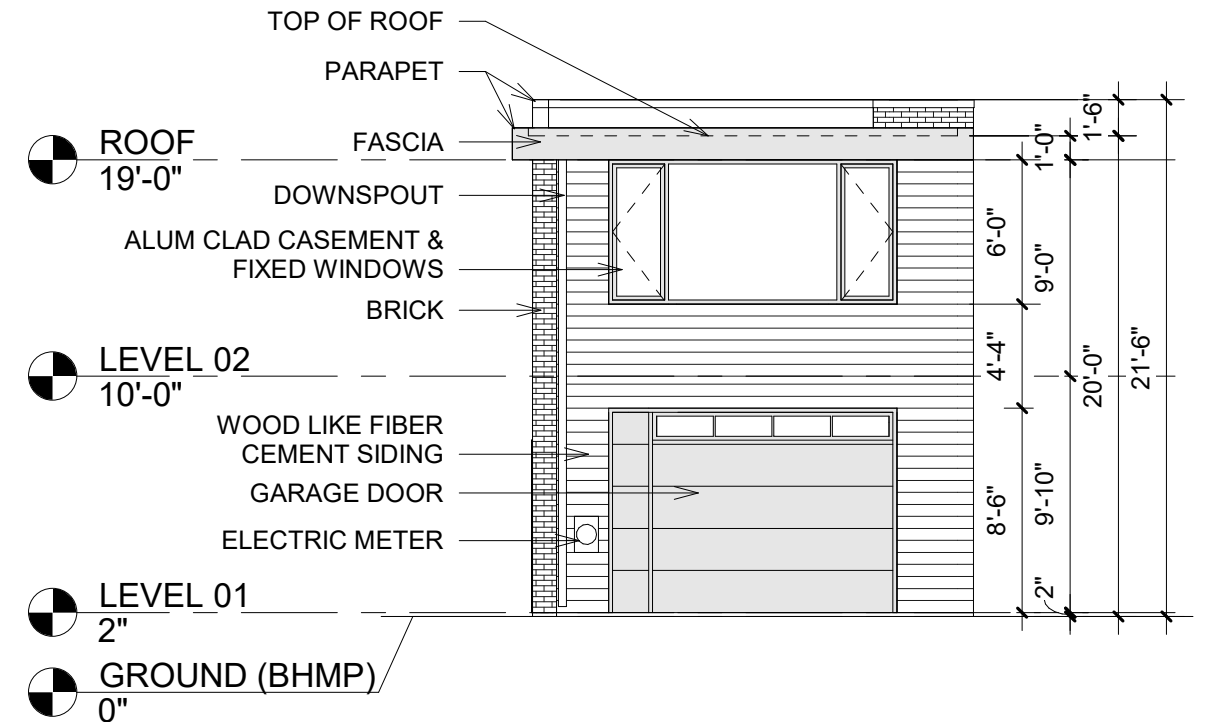 TOP OF ROOF
PARAPET
FASCIA
DOWNSPOUT
ALUM CLAD CASEMENT &
FIXED WINDOWS
BRICK
WOOD LIKE FIBER
CEMENT SIDING
GARAGE DOOR
ELECTRIC METER
ROOF
19'-0"
LEVEL 02
10'-0"
LEVEL 01
2"
GROUND (BHMP)
0"
6'-0"
4'-4"
8'-6"
1'-0"
9'-0"
9'-10"
2"
1'-6"
20'-0"
21'-6"